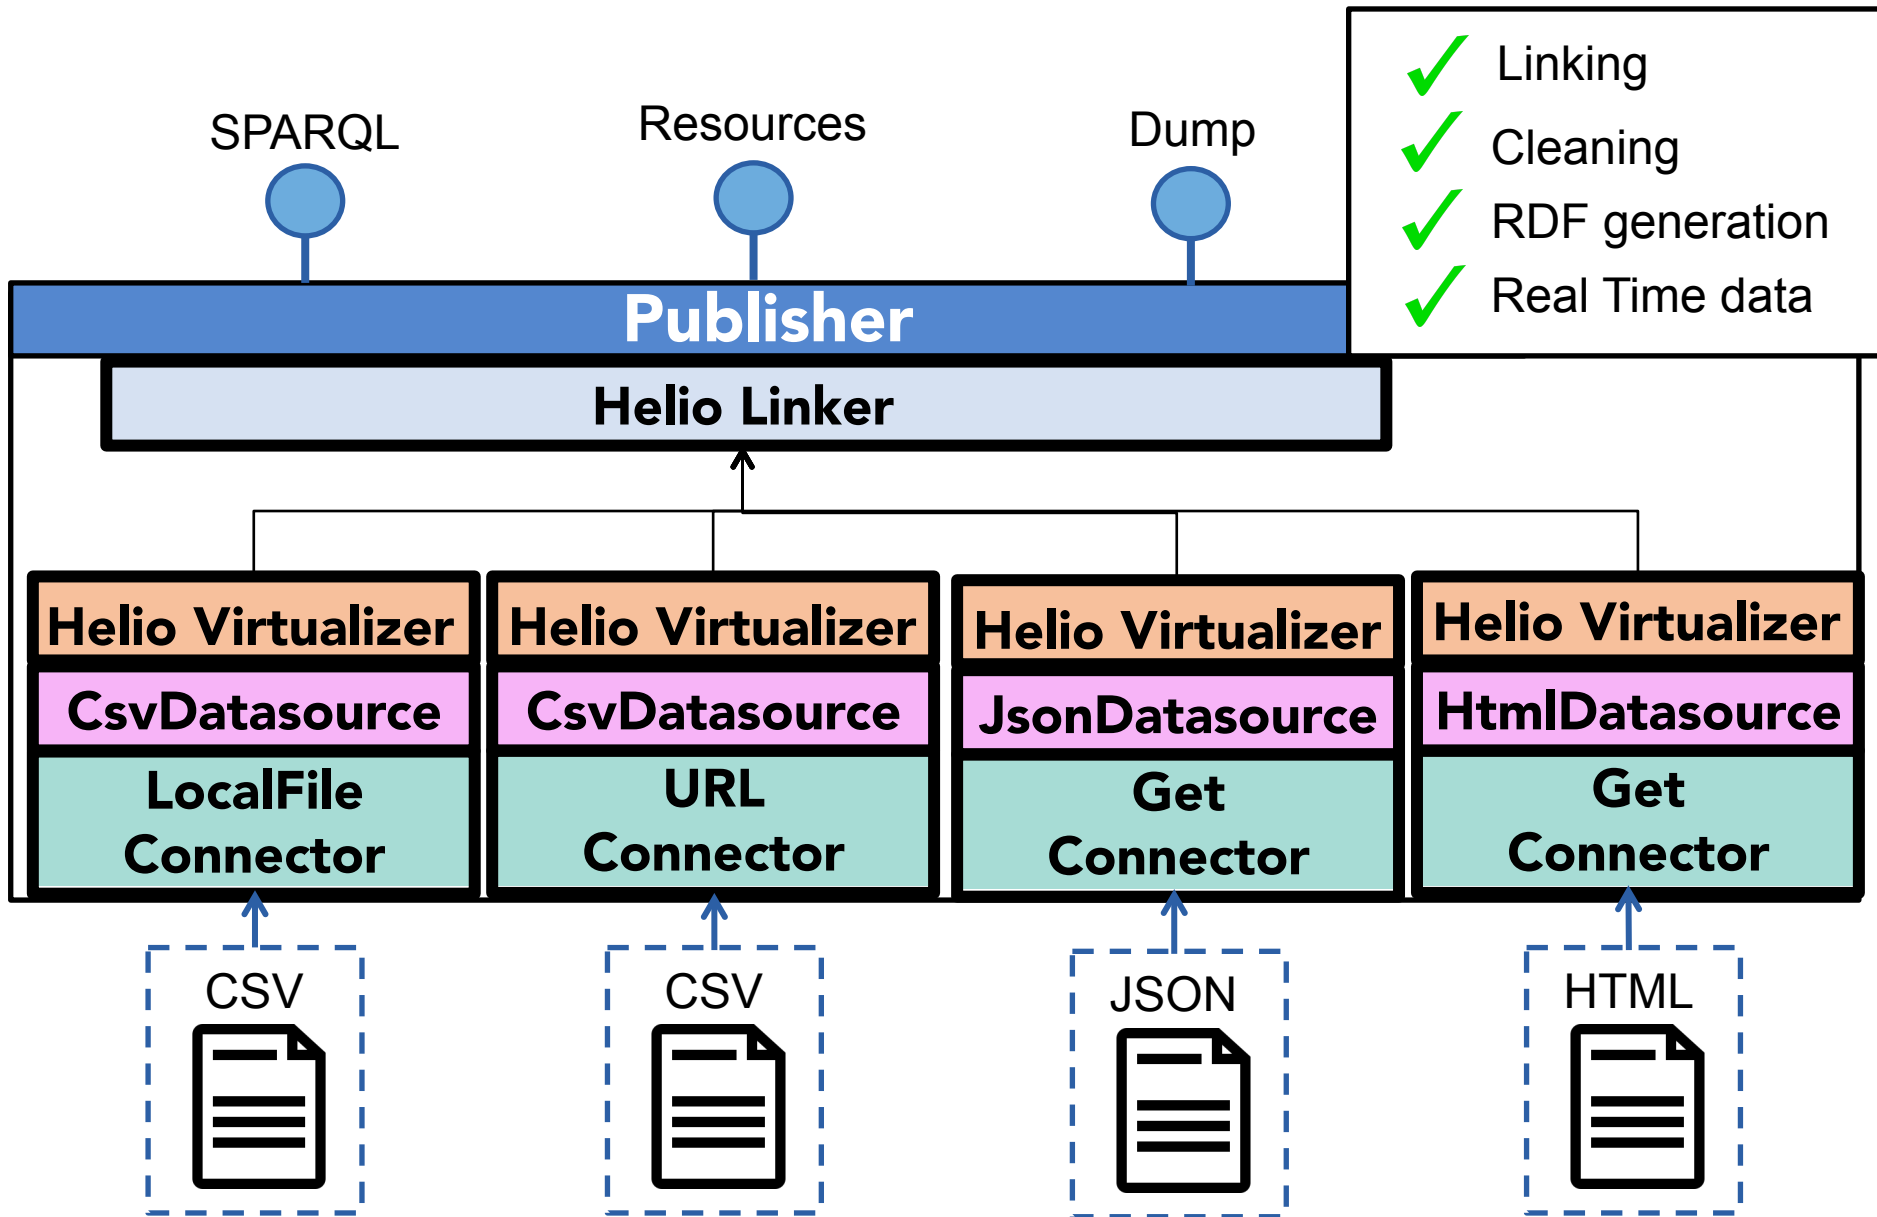 Linking
Cleaning
RDF generation
Real Time data
SPARQL
Resources
Dump
Publisher
Helio Linker
Helio Virtualizer
CsvDatasource
LocalFile
Connector
Helio Virtualizer
CsvDatasource
URL
Connector
Helio Virtualizer
JsonDatasource
Get
Connector
Helio Virtualizer
HtmlDatasource
Get
Connector
CSV
CSV
JSON
HTML